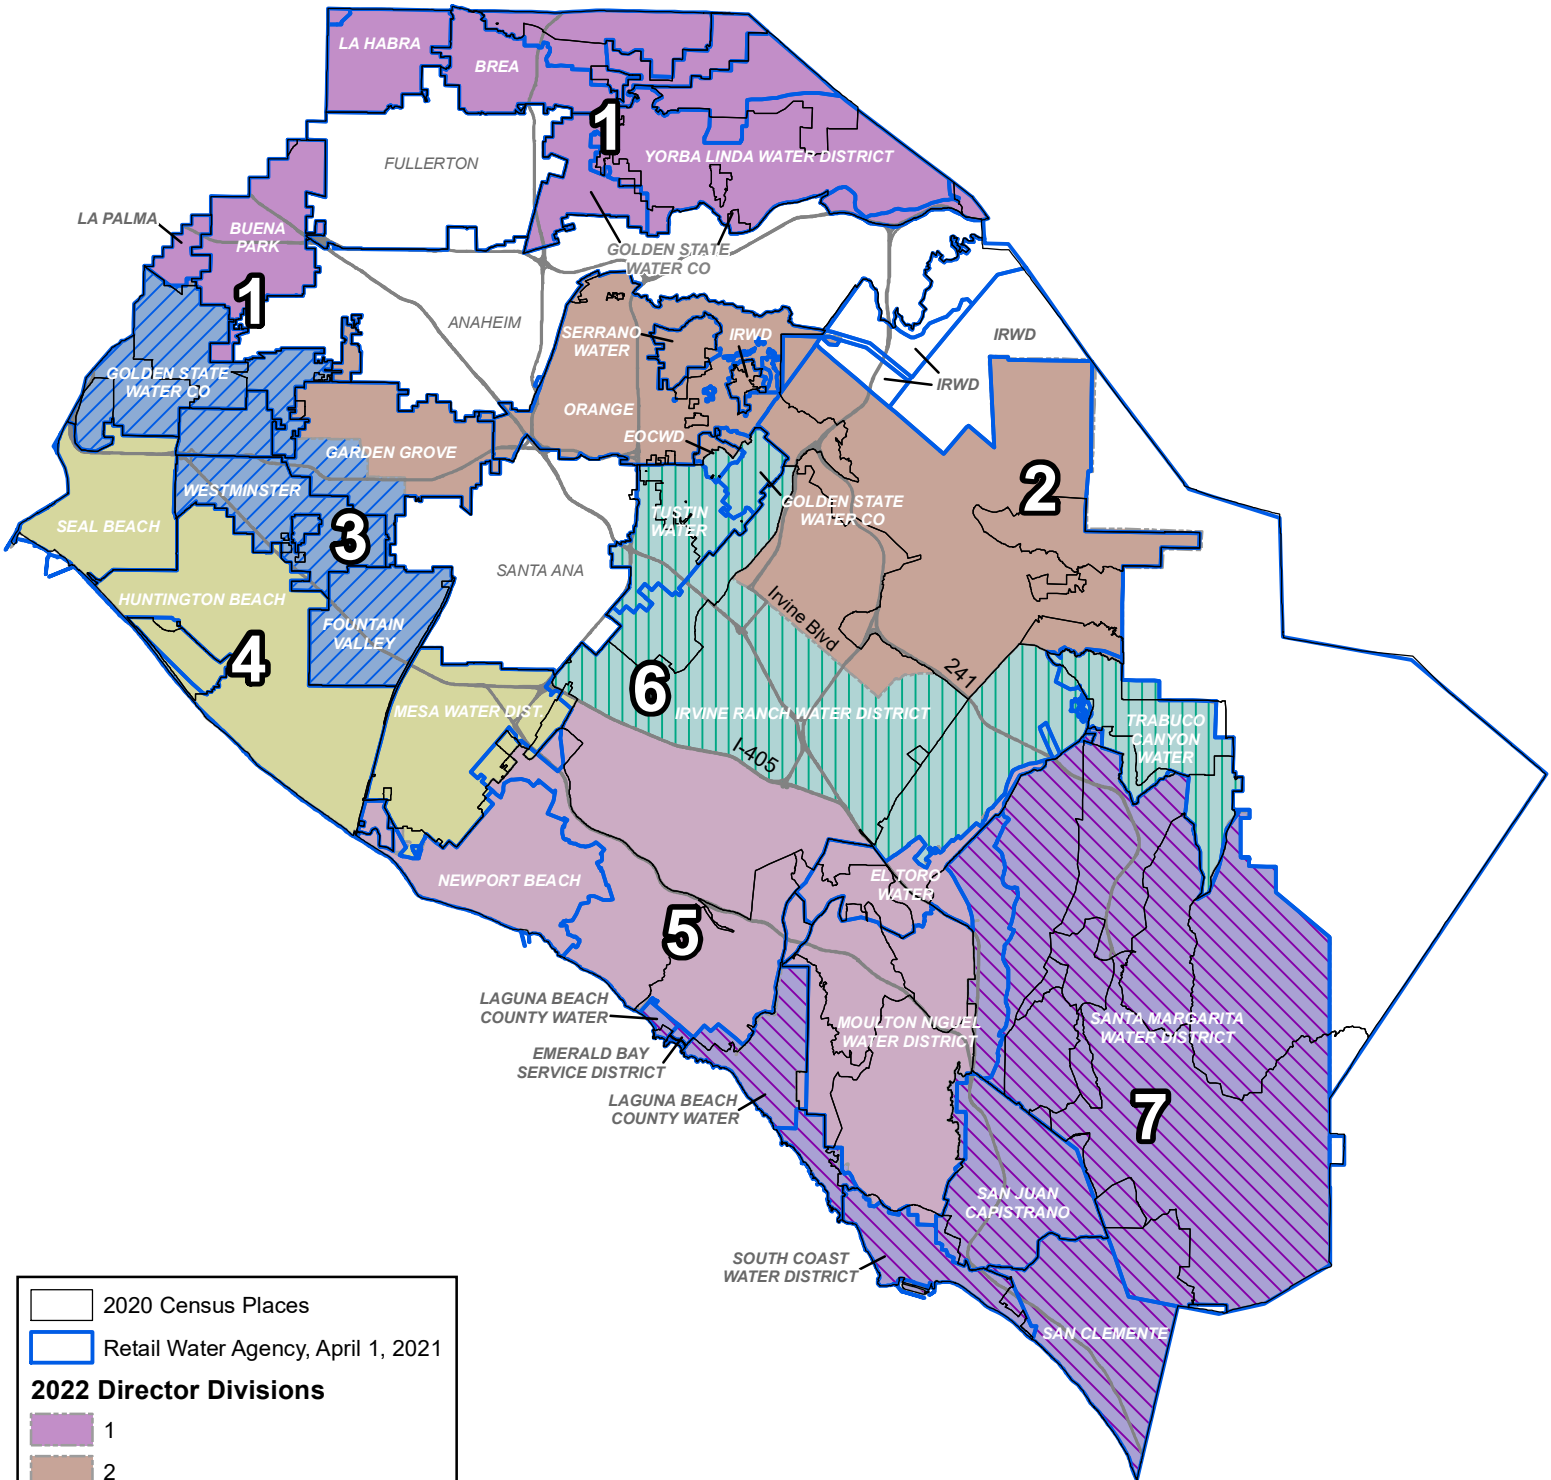 LA HABRA
BREA
1
FULLERTON
YORBA LINDA WATER DISTRICT
LA PALMA
BUENA
PARK
GOLDEN STATE
WATER CO
1
ANAHEIM
SERRANO
WATER
IRWD
IRWD
IRWD
GOLDEN STATE
WATER CO
ORANGE
EOCWD
GARDEN GROVE
WESTMINSTER
2
GOLDEN STATE
WATER CO
TUSTIN
WATER
SEAL BEACH
3
SANTA ANA
HUNTINGTON BEACH
Irvine Blvd
FOUNTAIN
VALLEY
4
6
241
MESA WATER DIST.
IRVINE RANCH WATER DISTRICT
TRABUCO
CANYON
WATER
I-405
NEWPORT BEACH
EL TORO
WATER
5
LAGUNA BEACH
COUNTY WATER
MOULTON NIGUEL
WATER DISTRICT
SANTA MARGARITA
WATER DISTRICT
EMERALD BAY
SERVICE DISTRICT
LAGUNA BEACH
COUNTY WATER
7
SAN JUAN
CAPISTRANO
SOUTH COAST
WATER DISTRICT
SAN CLEMENTE
2020 Census Places
Retail Water Agency, April 1, 2021
2022 Director Divisions
1
2